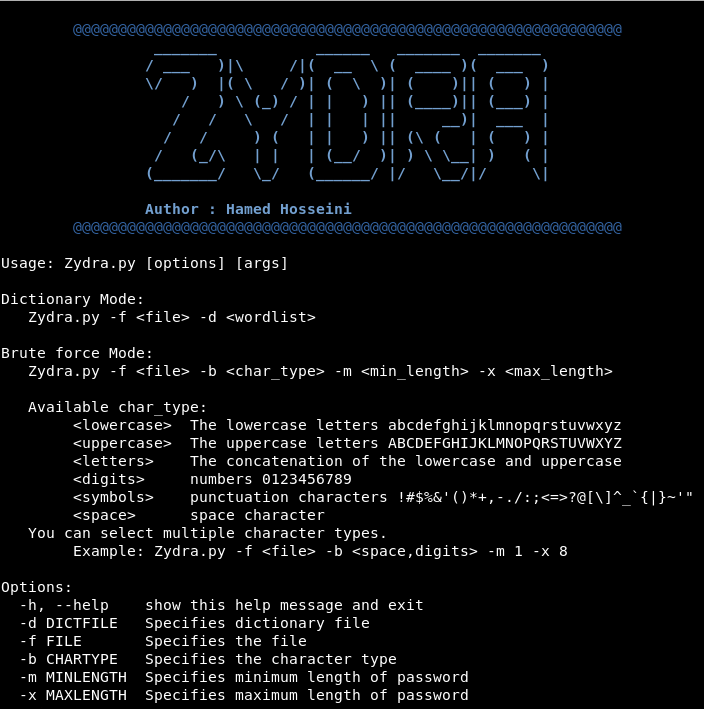 @@@@@@@@@@@@@@@@@@@@@@@@@@@@@@@@@@@@@@@@@@@@@@@@@@@@@@@@@@@@@
ZYDRA
Author : Hamed Hosseini
@@@@@@@@@@@@@@@@@@@@@@@@@@@@@@@@@@@@@@@@@@@@@@@@@@@@@@@@@@@@@
Usage: Zydra.py [options] [args]
Dictionary Mode:
Zydra.py -f <file> -d <wordlist>
Brute force Mode:
Zydra.py -f <file> -b <char_type> -m <min_length> -x <max_length>
Available char_type:
<lowercase>  The lowercase letters abcdefghijklmnopqrstuvwxyz
<uppercase>  The uppercase letters ABCDEFGHIJKLMNOPQRSTUVWXYZ
<letters>    The concatenation of the lowercase and uppercase
<digits>     numbers 0123456789
<symbols>    punctuation characters !#$%&'()*+,-./:;<=>?@[\]^_`{|}~'"
<space>      space character
You can select multiple character types.
Example: Zydra.py -f <file> -b <space,digits> -m 1 -x 8
Options:
-h, --help    show this help message and exit
-d DICTFILE   Specifies dictionary file
-f FILE       Specifies the file
-b CHARTYPE   Specifies the character type
-m MINLENGTH  Specifies minimum length of password
-x MAXLENGTH  Specifies maximum length of password